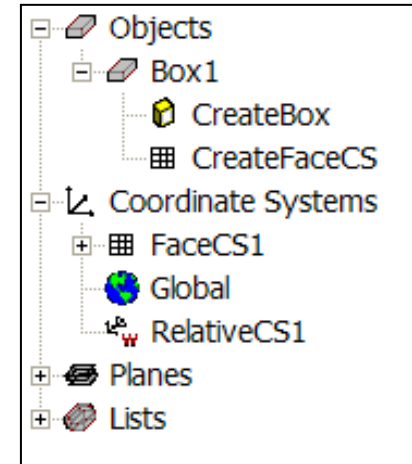 Objects
Box1
CreateBox
CreateFaceCS
Coordinate Systems
FaceCS1
Global
RelativeCS1
Planes
Lists